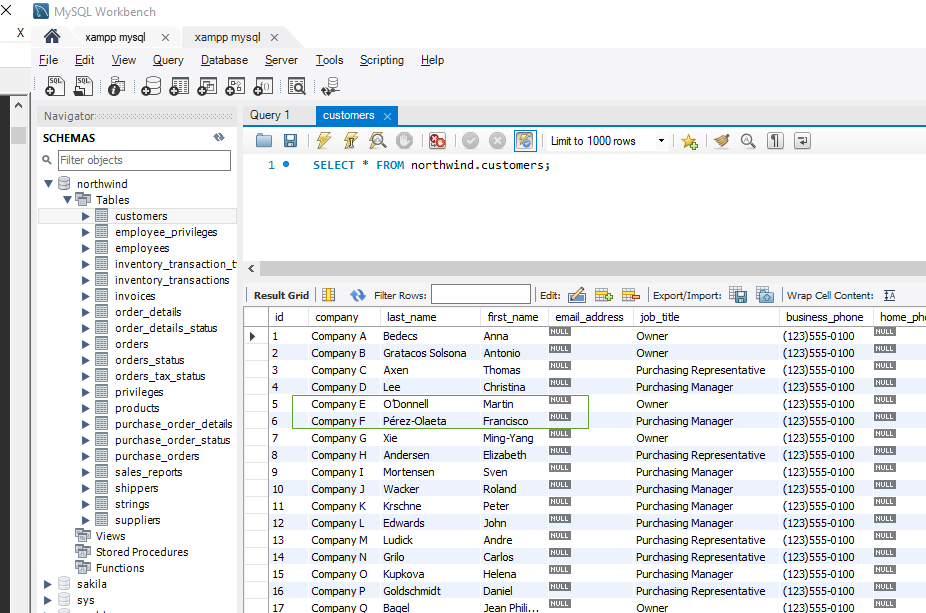 X
MySQL Workbench
X
xampp mysql
xampp mysql
File Edit View Query Database Server Tools Scripting Help
Navigator
Query 1
customers
SCHEMAS
Filter objects
Limit to 1000 rows
1 SELECT * FROM northwind.customers;
northwind
Tables
customers
employee_privileges
employees
inventory_transaction_t
inventory_transactions
invoices
order_details
order_details_status
orders
orders_status
orders_tax_status
privileges
products
purchase_order_details
purchase_order_status
purchase_orders
sales_reports
shippers
strings
suppliers
Views
Stored Procedures
Functions
sakila
sys
Result Grid Filter Rows: Edit: Export/Import: Wrap Cell Content:
id company last_name first_name email_address job_title business_phone home_pho
1 Company A Bedecs Anna NULL Owner (123)555-0100 NULL
2 Company B Gratacos Solsona Antonio NULL Owner (123)555-0100 NULL
3 Company C Axen Thomas NULL Purchasing Representative (123)555-0100 NULL
4 Company D Lee Christina NULL Purchasing Manager (123)555-0100 NULL
5 Company E O'Donnell Martin NULL Owner (123)555-0100 NULL
6 Company F Pérez-Olaeta Francisco NULL Purchasing Manager (123)555-0100 NULL
7 Company G Xie Ming-Yang NULL Owner (123)555-0100 NULL
8 Company H Andersen Elizabeth NULL Purchasing Representative (123)555-0100 NULL
9 Company I Mortensen Sven NULL Purchasing Manager (123)555-0100 NULL
10 Company J Wacker Roland NULL Purchasing Manager (123)555-0100 NULL
11 Company K Krschne Peter NULL Purchasing Manager (123)555-0100 NULL
12 Company L Edwards John NULL Purchasing Manager (123)555-0100 NULL
13 Company M Ludick Andre NULL Purchasing Representative (123)555-0100 NULL
14 Company N Grilo Carlos NULL Purchasing Representative (123)555-0100 NULL
15 Company O Kupkova Helena NULL Purchasing Manager (123)555-0100 NULL
16 Company P Goldschmidt Daniel NULL Purchasing Representative (123)555-0100 NULL
17 Company Q Bagel Jean Phili... NULL Owner (123)555-0100 NULL